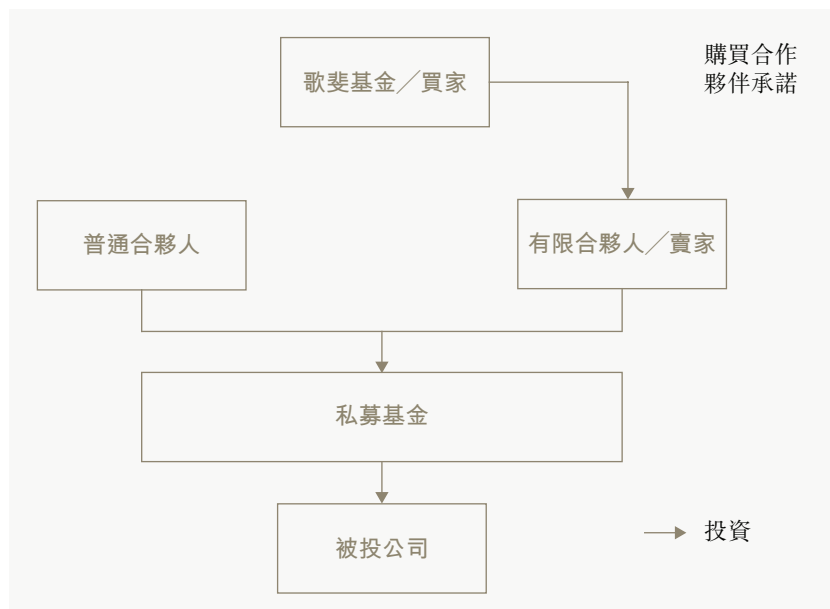 歌斐基金╱買家
購買合作
夥伴承諾
普通合夥人
有限合夥人╱賣家
私募基金
被投公司
投資